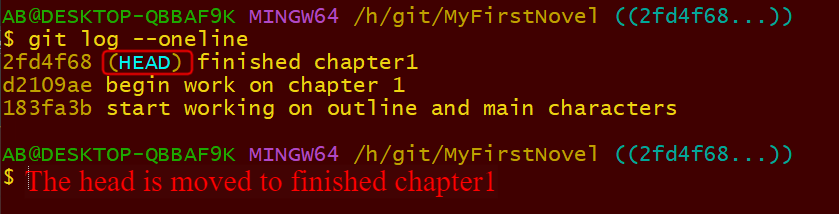 AB@DESKTOP-QBBAF9K MINGW64 /h/git/MyFirstNovel ((2fd4f68...))
$ git log --oneline
2fd4f68 (HEAD) finished chapter1
d2109ae begin work on chapter 1
183fa3b start working on outline and main characters
AB@DESKTOP-QBBAF9K MINGW64 /h/git/MyFirstNovel ((2fd4f68...))
$ The head is moved to finished chapter1